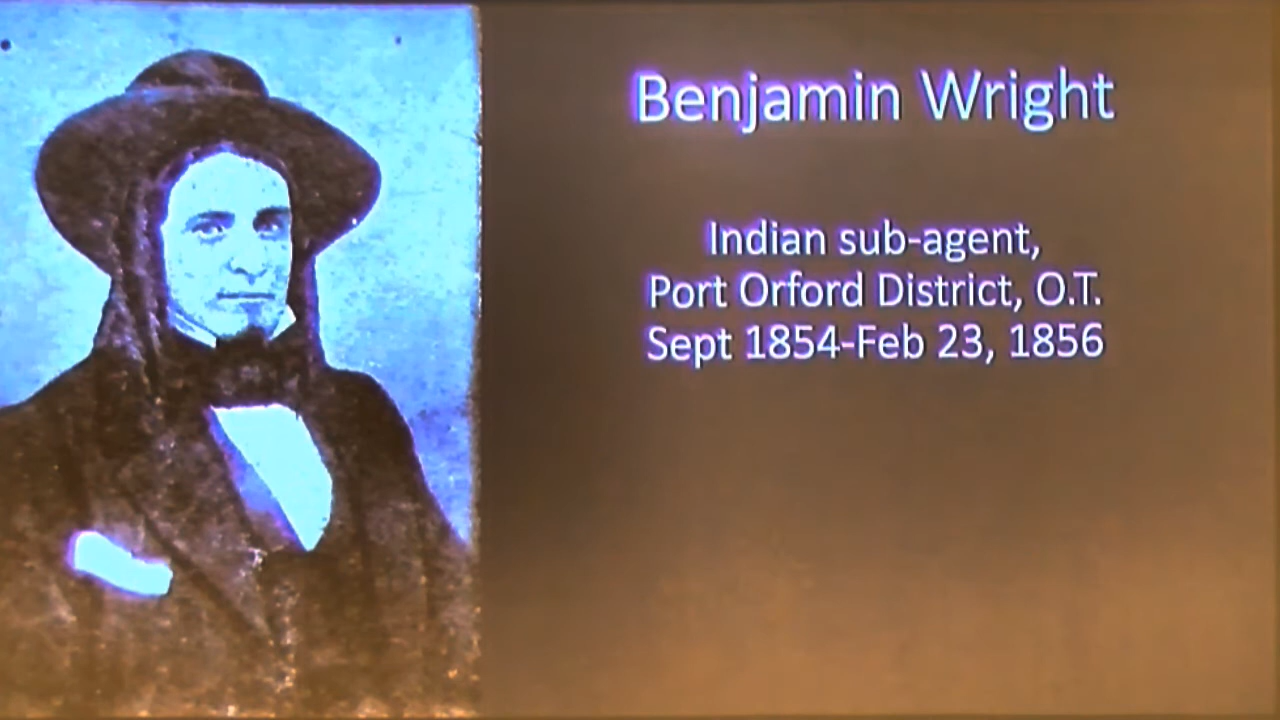 Benjamin Wright
Indian sub-agent,
Port Orford District, O.T.
Sept 1854-Feb 23, 1856